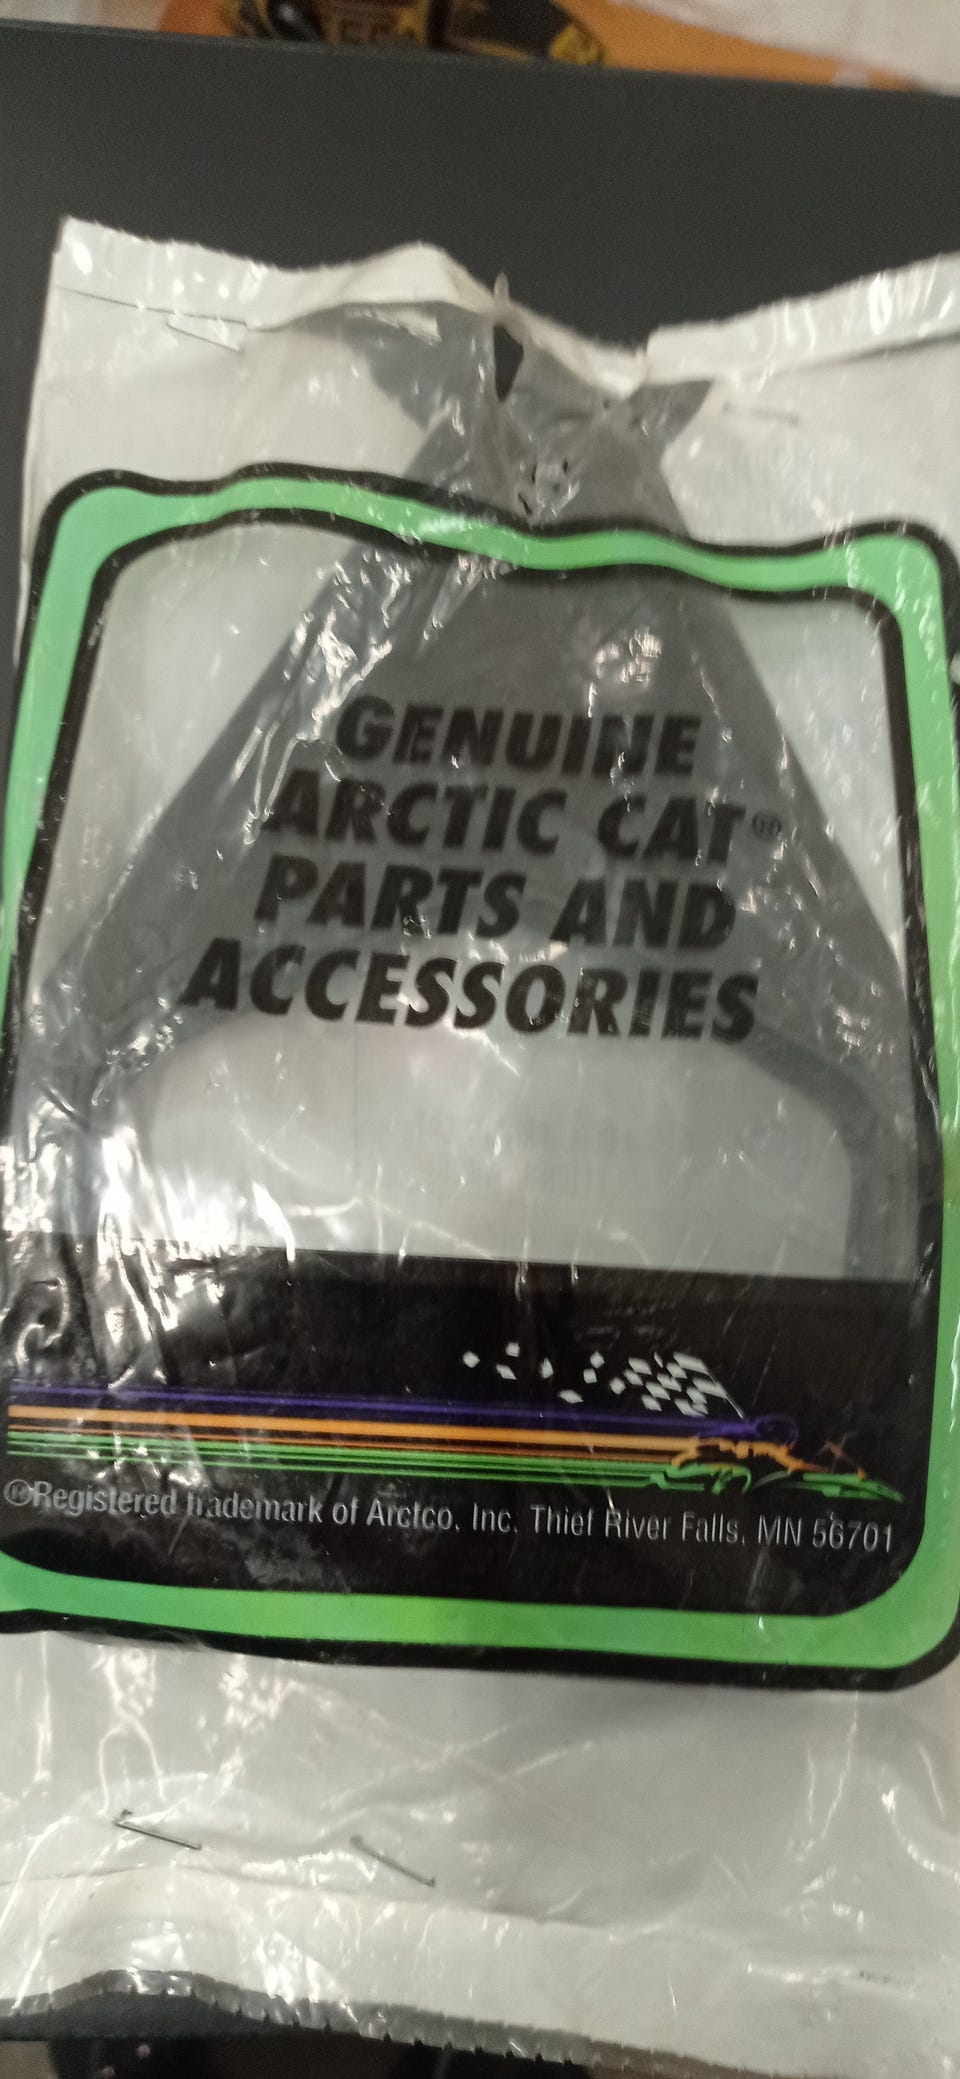 GENUINE
ARCTIC CAT®
PARTS AND
ACCESSORIES
®Registered trademark of Arctco, Inc. Thief River Falls, MN 56701